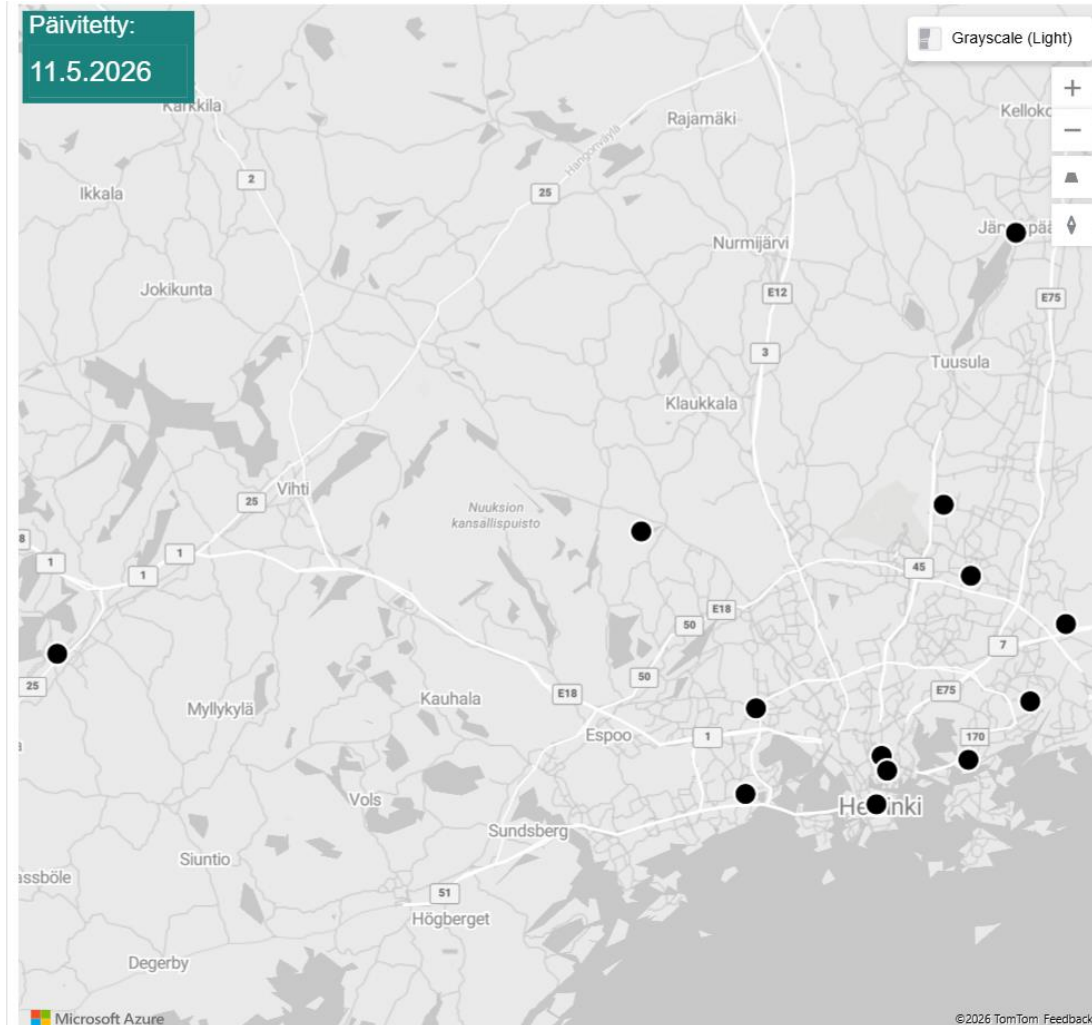 Päivitetty:
11.5.2026
Grayscale (Light)
Karkkila
Rajamäki
Hangonväylä
2
25
Ikkala
Nurmijärvi
Jokikunta
E12
E75
3
Tuusula
Klaukkala
Vihti
25
Nuuksion
kansallispuisto
1
1
1
45
E18
50
7
25
50
E18
Kauhala
E75
Myllykylä
Espoo
1
170
Vols
Sundsberg
Siuntio
51
Högberget
Degerby
Microsoft Azure
©2026 TomTom Feedback